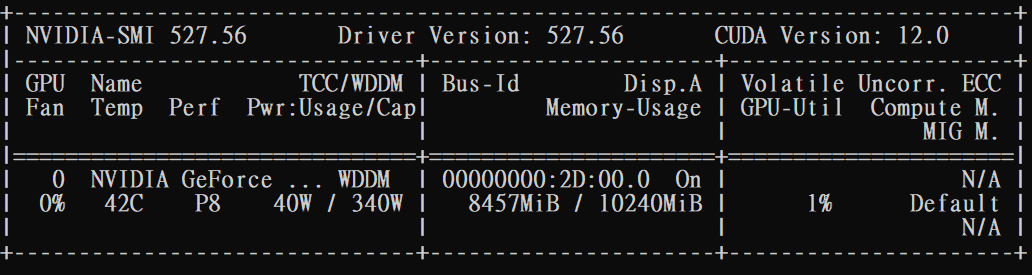 +-----------------------------------------------------------------------------+
| NVIDIA-SMI 527.56       Driver Version: 527.56       CUDA Version: 12.0     |
|-------------------------------+----------------------+----------------------+
| GPU  Name            TCC/WDDM | Bus-Id        Disp.A | Volatile Uncorr. ECC |
| Fan  Temp  Perf  Pwr:Usage/Cap|         Memory-Usage | GPU-Util  Compute M. |
|                               |                      |               MIG M. |
|===============================+======================+======================|
|   0  NVIDIA GeForce ... WDDM  | 00000000:2D:00.0  On |                  N/A |
|  0%   42C    P8    40W / 340W |   8457MiB / 10240MiB |      1%      Default |
|                               |                      |                  N/A |
+-------------------------------+----------------------+----------------------+